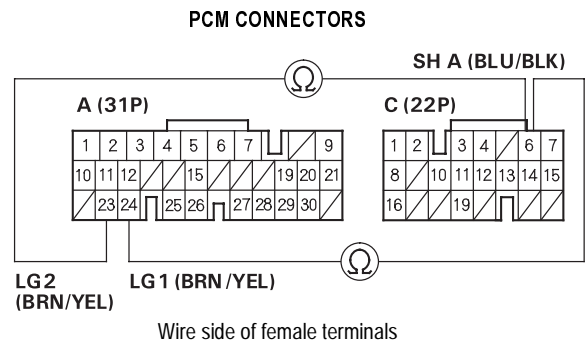 PCM CONNECTORS
SH A (BLU/BLK)
Ω
A (31P)
C (22P)
1 2 3 4 5 6 7 9
10 11 12 15 19 20 21
23 24 25 26 27 28 29 30
1 2 3 4 6 7
8 10 11 12 13 14 15
16 19
Ω
LG2
(BRN/YEL)
LG1 (BRN/YEL)
Wire side of female terminals